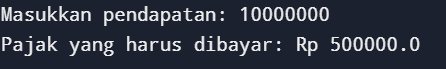 Masukkan pendapatan: 10000000
Pajak yang harus dibayar: Rp 500000.0